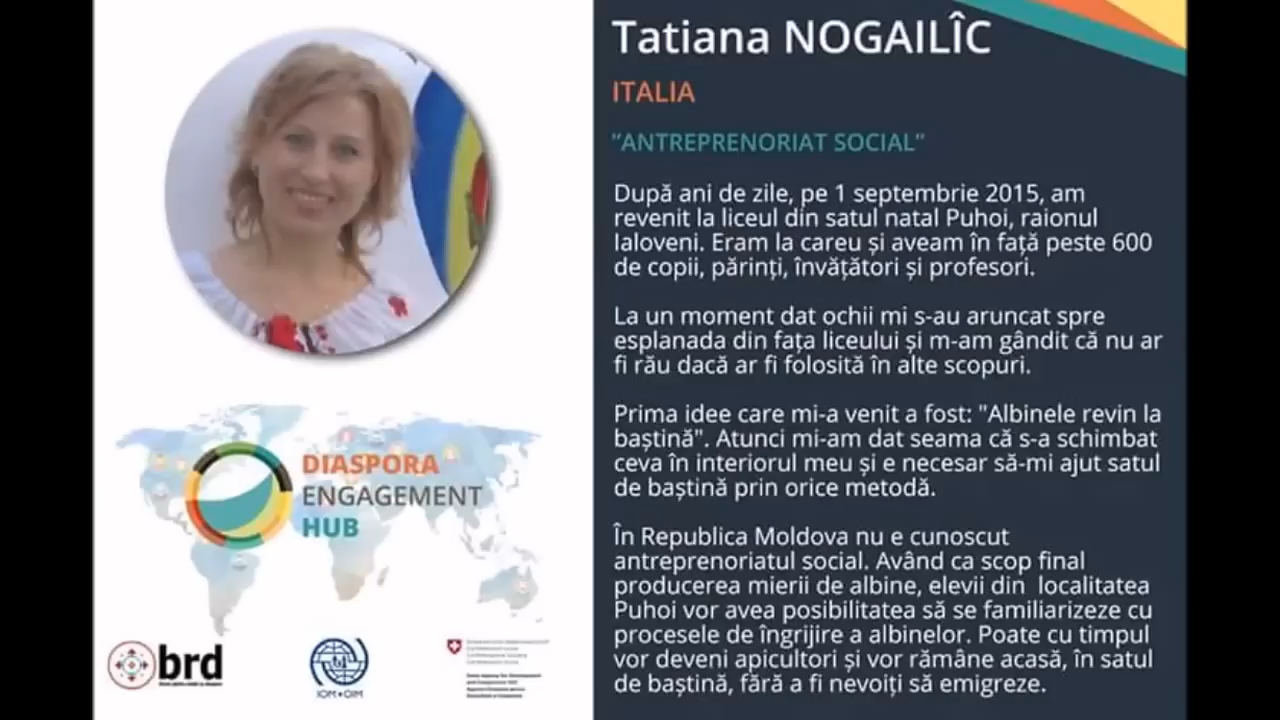 Tatiana NOGAILÎC
ITALIA
"ANTREPRENORIAT SOCIAL"
După ani de zile, pe 1 septembrie 2015, am
revenit la liceul din satul natal Puhoi, raionul
Ialoveni. Eram la careu și aveam în față peste 600
de copii, părinți, învățători și profesori.
La un moment dat ochii mi s-au aruncat spre
esplanada din fața liceului și m-am gândit că nu ar
fi rău dacă ar fi folosită în alte scopuri.
Prima idee care mi-a venit a fost: "Albinele revin la
baștină". Atunci mi-am dat seama că s-a schimbat
ceva în interiorul meu și e necesar să-mi ajut satul
de baștină prin orice metodă.
În Republica Moldova nu e cunoscut
antreprenoriatul social. Având ca scop final
producerea mierii de albine, elevii din localitatea
Puhoi vor avea posibilitatea să se familiarizeze cu
procesele de îngrijire a albinelor. Poate cu timpul
vor deveni apicultori și vor rămâne acasă, în satul
de baștină, fără a fi nevoiți să emigreze.
DIASPORA
ENGAGEMENT
HUB
brd
IOM•OIM